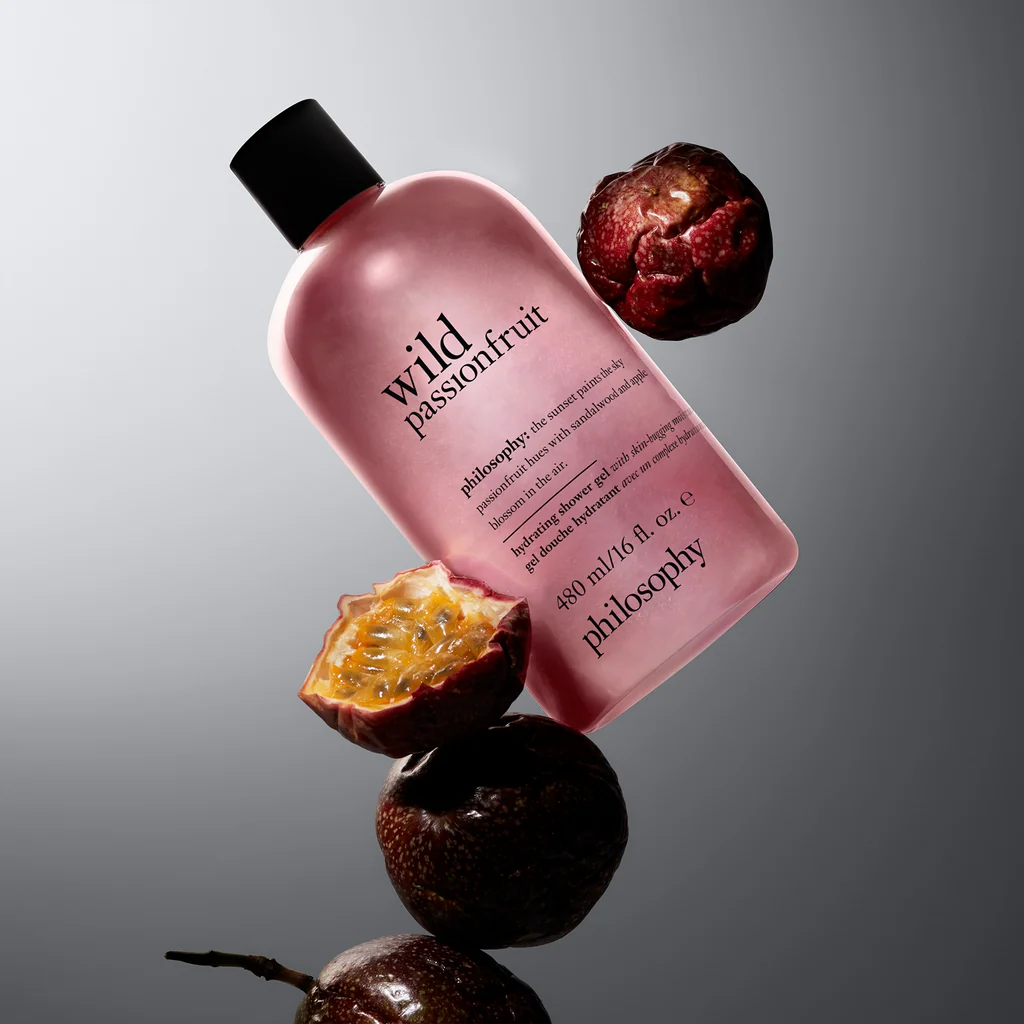 wild
passionfruit
philosophy: the sunset paints the sky
passionfruit hues with sandalwood and apple
blossom in the air.
hydrating shower gel with skin-hugging
gel douche hydratant avec un complexe
480 ml/16 fl. oz. ℮
philosophy